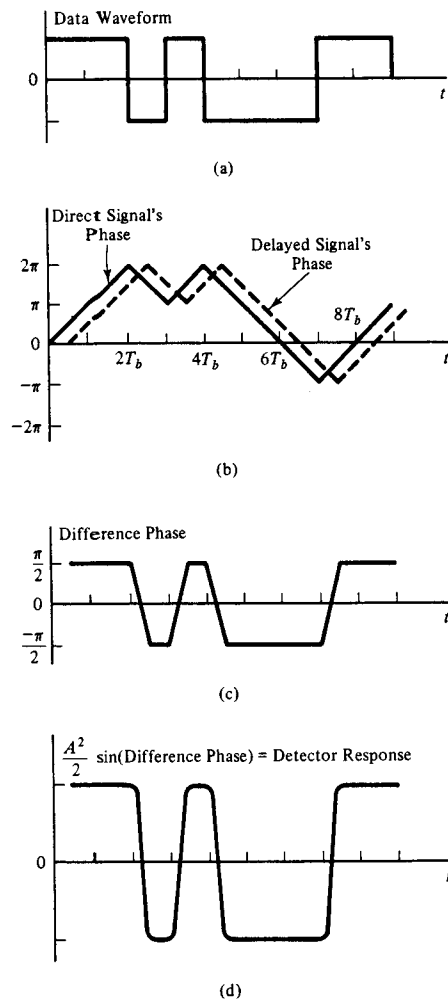 Data Waveform
0
t
(a)
Direct Signal's
Phase
Delayed Signal's
Phase
2π
π
0
−π
−2π
2T_b
4T_b
6T_b
8T_b
t
(b)
Difference Phase
π/2
0
−π/2
t
(c)
A²/2 sin(Difference Phase) = Detector Response
0
(d)